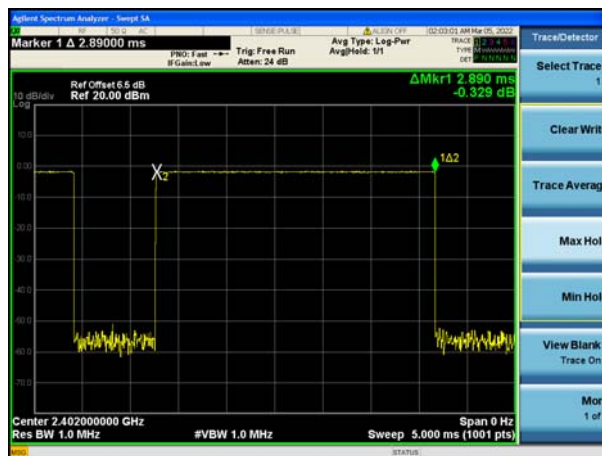 Agilent Spectrum Analyzer - Swept SA
RF 50 Ω AC SENSE:PULSE ALIGN OFF 02:03:01 AM Mar 05, 2022
Marker 1 Δ 2.89000 ms
PNO: Fast
IFGain:Low
Trig: Free Run
Atten: 24 dB
Avg Type: Log-Pwr
Avg|Hold: 1/1
TRACE 1 2 3 4 5 6
TYPE
DET P N N N N N
Trace/Detector
Select Trace
1
Clear Writ
Trace Averag
Max Hol
Min Hol
View Blank
Trace On
Mor
1 of
ΔMkr1 2.890 ms
-0.329 dB
Ref Offset 6.5 dB
Ref 20.00 dBm
10 dB/div
Log
10.0
0.00
-10.0
-20.0
-30.0
-40.0
-50.0
-60.0
-70.0
X2
1Δ2
Center 2.402000000 GHz
Span 0 Hz
Res BW 1.0 MHz
#VBW 1.0 MHz
Sweep 5.000 ms (1001 pts)
MSG
STATUS